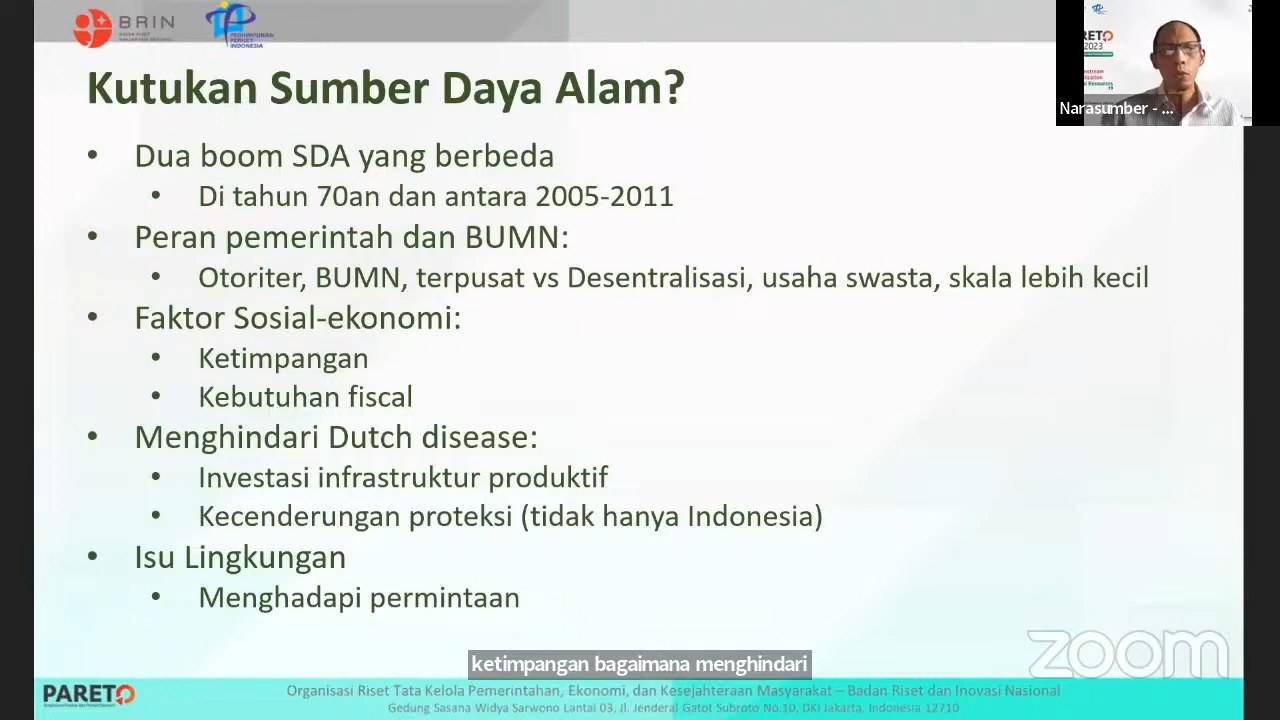 BRIN
PERHIMPUNAN
PERISET
INDONESIA
Kutukan Sumber Daya Alam?
• Dua boom SDA yang berbeda
• Di tahun 70an dan antara 2005-2011
• Peran pemerintah dan BUMN:
• Otoriter, BUMN, terpusat vs Desentralisasi, usaha swasta, skala lebih kecil
• Faktor Sosial-ekonomi:
• Ketimpangan
• Kebutuhan fiscal
• Menghindari Dutch disease:
• Investasi infrastruktur produktif
• Kecenderungan proteksi (tidak hanya Indonesia)
• Isu Lingkungan
• Menghadapi permintaan
2023
Narasumber - ...
zoom
ketimpangan bagaimana menghindari
PARETO
Organisasi Riset Tata Kelola Pemerintahan, Ekonomi, dan Kesejahteraan Masyarakat – Badan Riset dan Inovasi Nasional
Gedung Sasana Widya Sarwono Lantai 03, Jl. Jenderal Gatot Subroto No.10, DKI Jakarta, Indonesia 12710